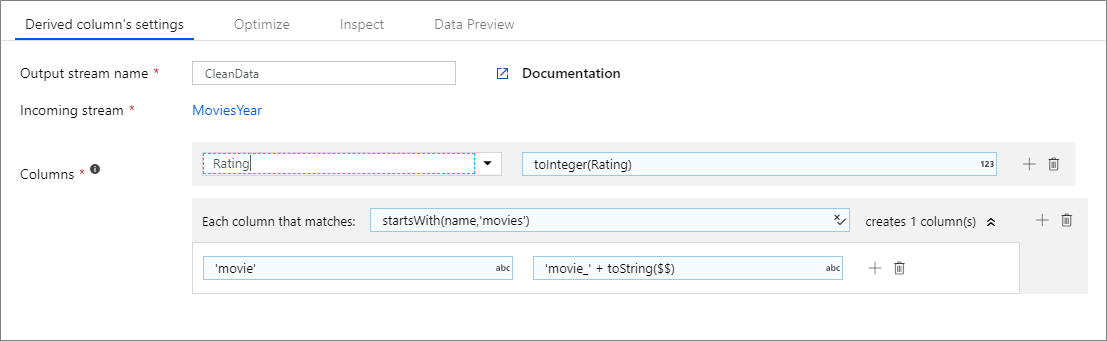 Derived column's settings Optimize Inspect Data Preview
Output stream name * CleanData Documentation
Incoming stream * MoviesYear
Columns * Rating toInteger(Rating) 123
Each column that matches: startsWith(name,'movies') creates 1 column(s)
'movie' abc 'movie_' + toString($$) abc